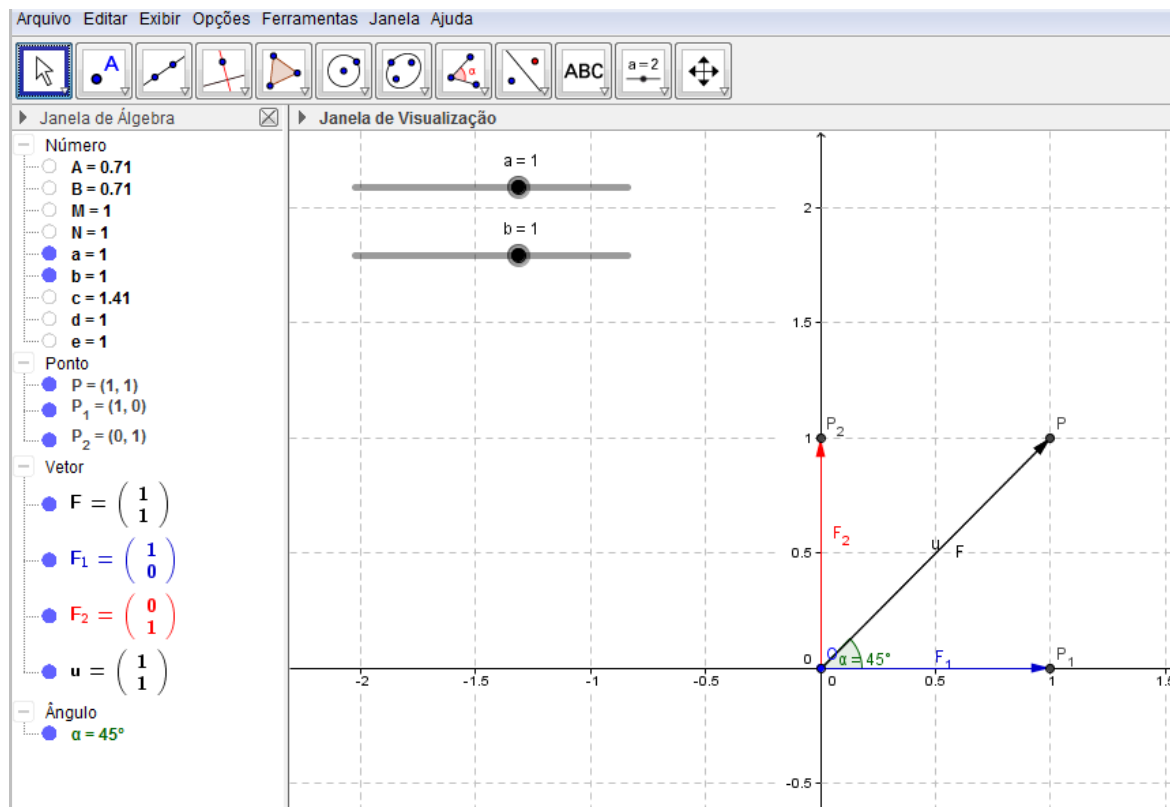 Arquivo Editar Exibir Opções Ferramentas Janela Ajuda
A
α
ABC
a=2
Janela de Álgebra
Janela de Visualização
Número
A = 0.71
B = 0.71
M = 1
N = 1
a = 1
b = 1
c = 1.41
d = 1
e = 1
Ponto
P = (1, 1)
P₁ = (1, 0)
P₂ = (0, 1)
Vetor
F = (1 1)
F₁ = (1 0)
F₂ = (0 1)
u = (1 1)
Ângulo
α = 45°
a = 1
b = 1
2
1.5
1
0.5
0
-0.5
-2
-1.5
-1
-0.5
0
0.5
1
1.5
P₂
P
F₂
u
F
O
α = 45°
F₁
P₁